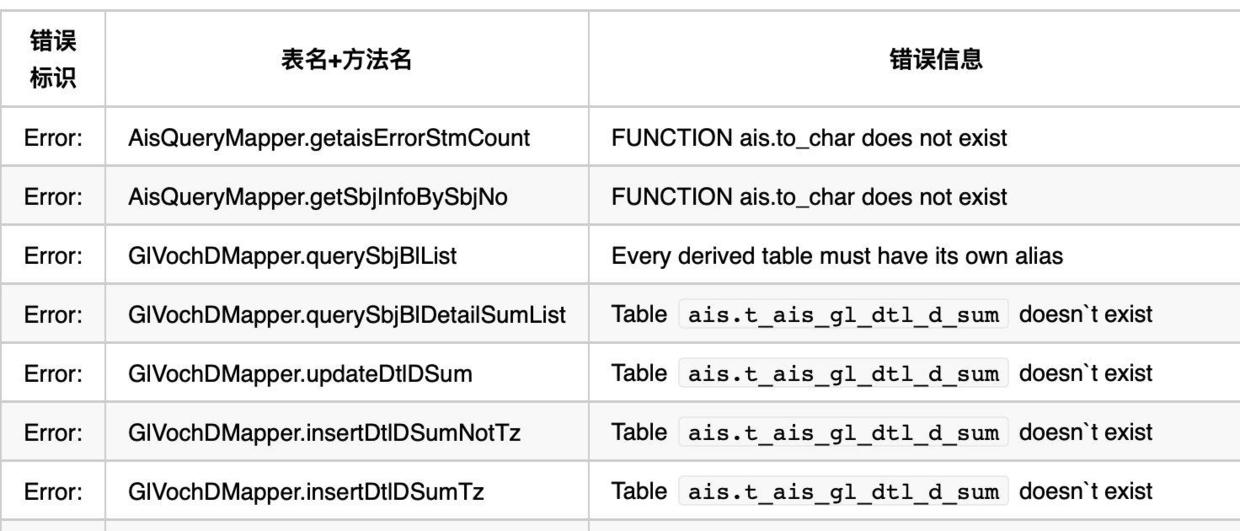 错误
标识
表名+方法名
错误信息
Error: AisQueryMapper.getaisErrorStmCount FUNCTION ais.to_char does not exist
Error: AisQueryMapper.getSbjInfoBySbjNo FUNCTION ais.to_char does not exist
Error: GlVochDMapper.querySbjBlList Every derived table must have its own alias
Error: GlVochDMapper.querySbjBlDetailSumList Table ais.t_ais_gl_dtl_d_sum doesn`t exist
Error: GlVochDMapper.updateDtlDSum Table ais.t_ais_gl_dtl_d_sum doesn`t exist
Error: GlVochDMapper.insertDtlDSumNotTz Table ais.t_ais_gl_dtl_d_sum doesn`t exist
Error: GlVochDMapper.insertDtlDSumTz Table ais.t_ais_gl_dtl_d_sum doesn`t exist